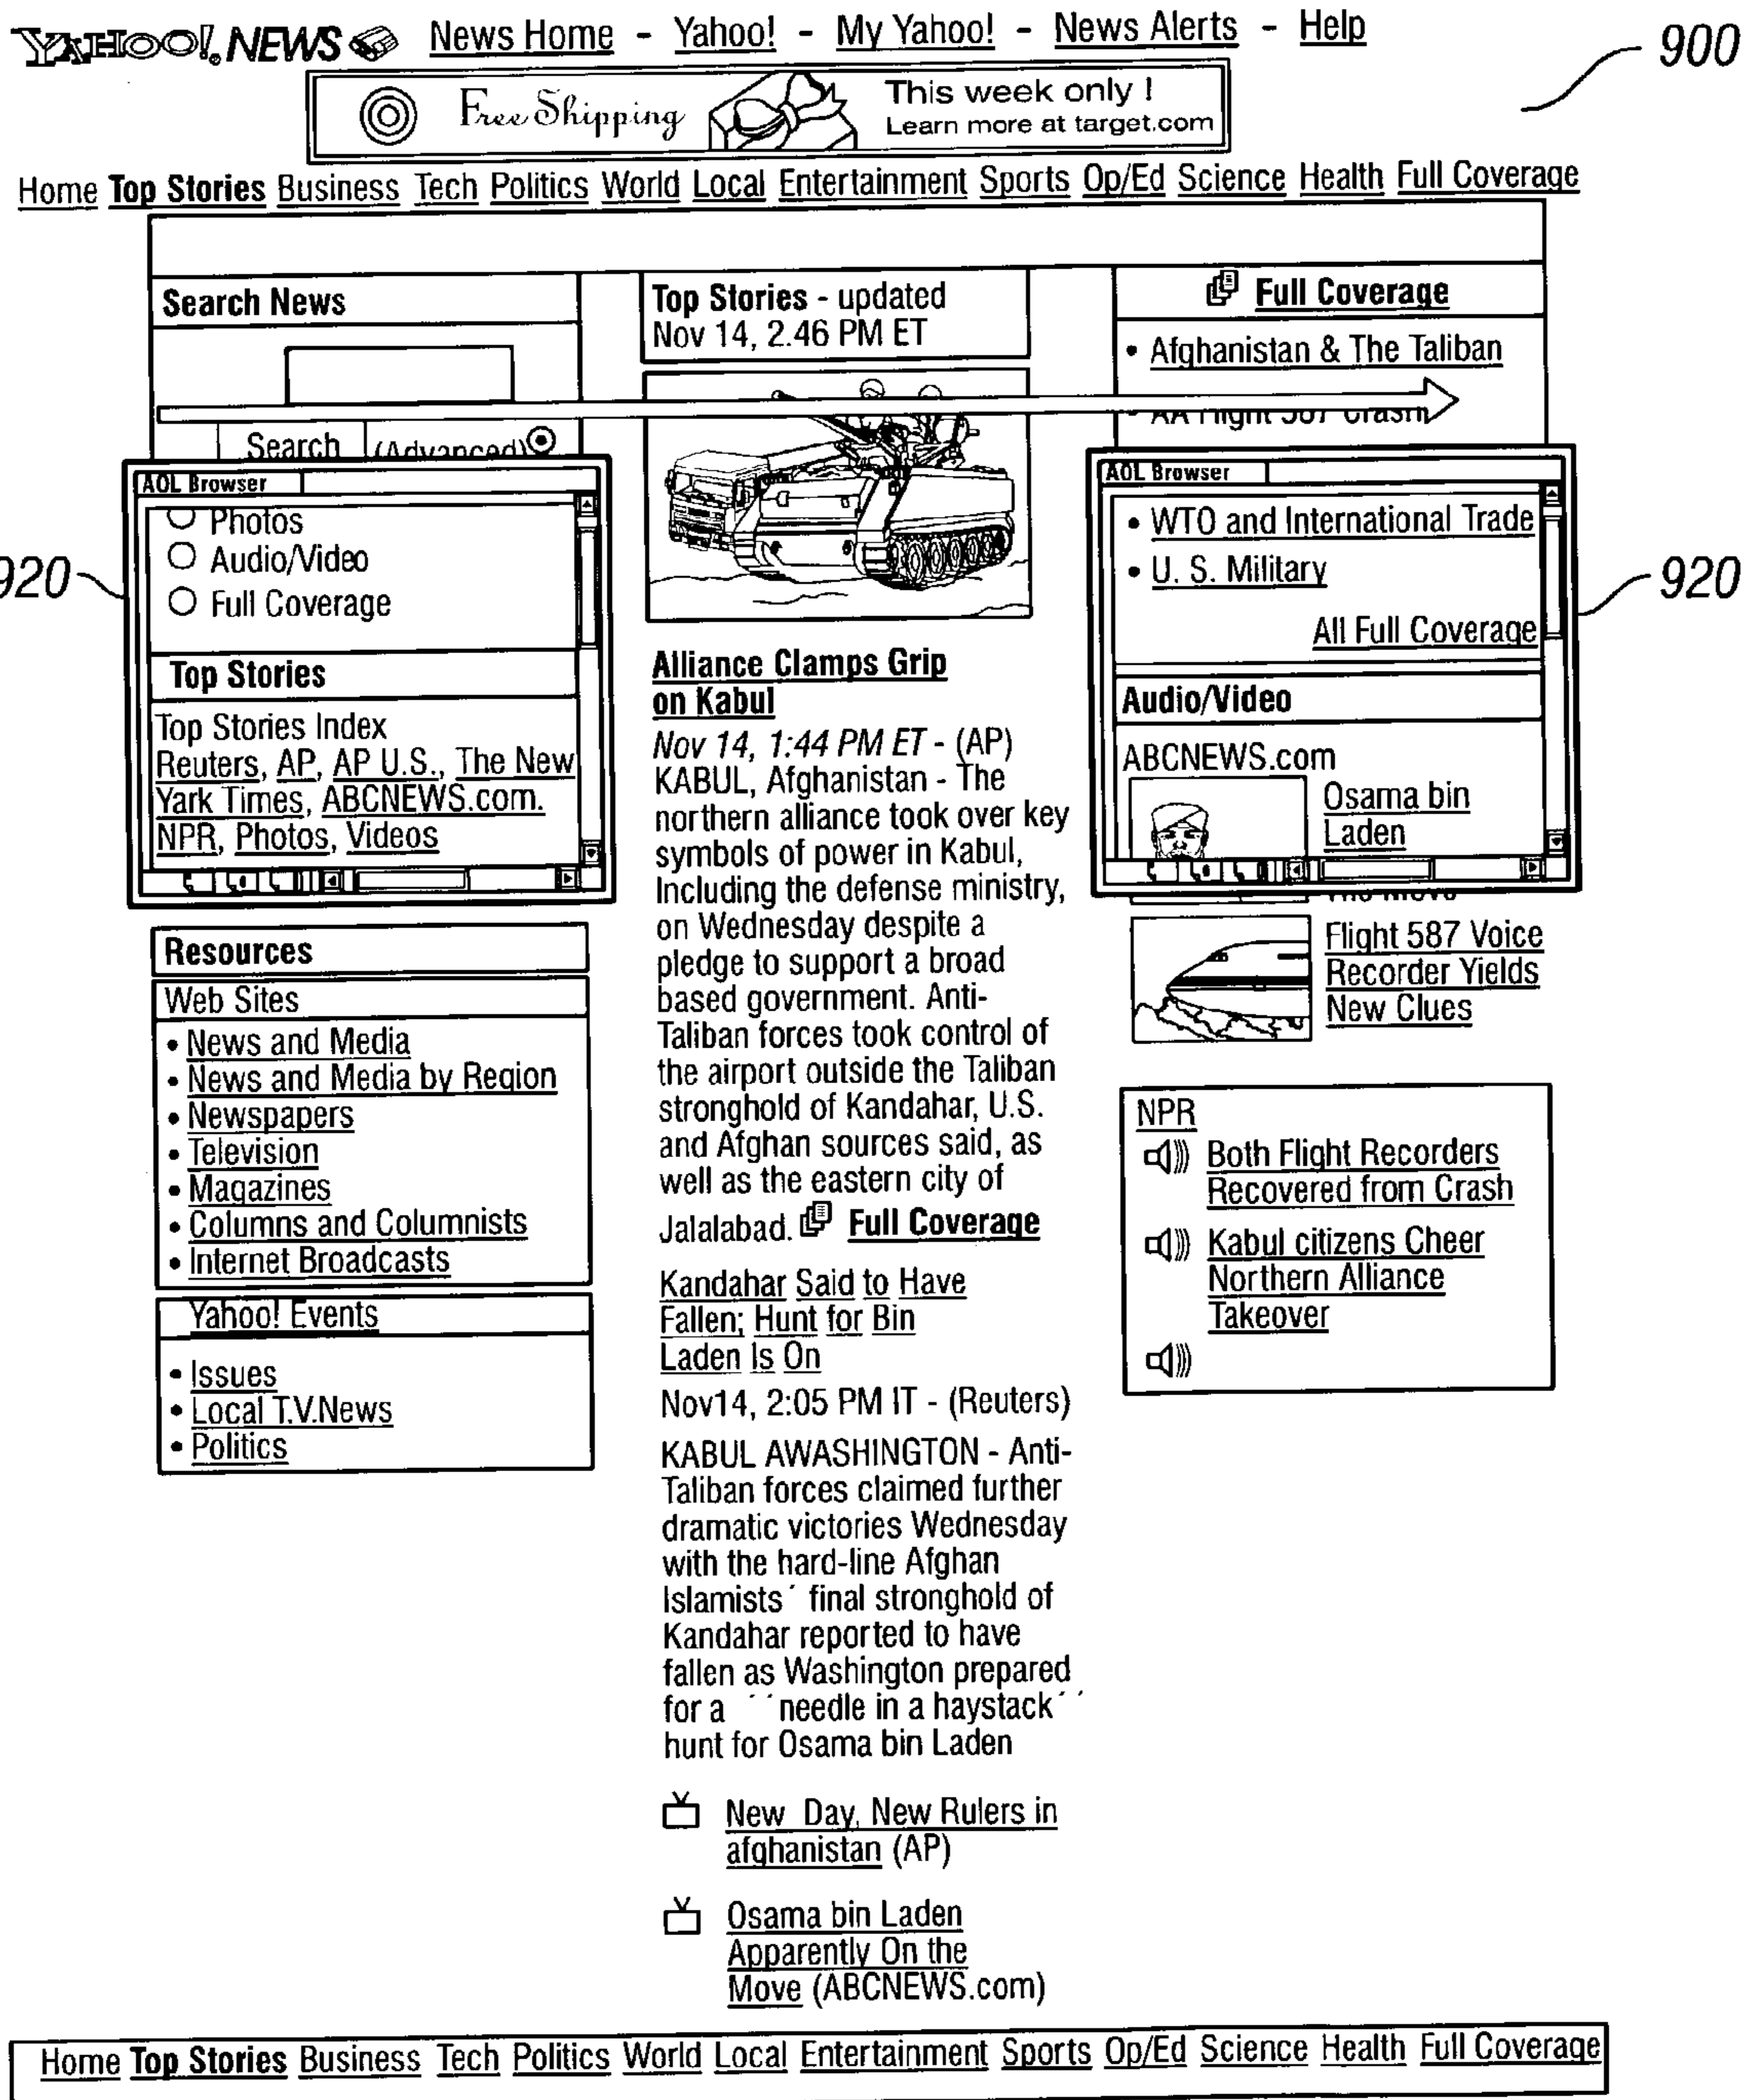 YAHOO! NEWS News Home - Yahoo! - My Yahoo! - News Alerts - Help
900
Free Shipping
This week only !
Learn more at target.com
Home Top Stories Business Tech Politics World Local Entertainment Sports Op/Ed Science Health Full Coverage
Search News
Search (Advanced)
AOL Browser
Photos
Audio/Video
Full Coverage
920
Top Stories
Top Stories Index
Reuters, AP, AP U.S., The New
Yark Times, ABCNEWS.com.
NPR, Photos, Videos
Resources
Web Sites
• News and Media
• News and Media by Region
• Newspapers
• Television
• Magazines
• Columns and Columnists
• Internet Broadcasts
Yahoo! Events
• Issues
• Local T.V.News
• Politics
Top Stories - updated
Nov 14, 2.46 PM ET
Alliance Clamps Grip
on Kabul
Nov 14, 1:44 PM ET - (AP)
KABUL, Afghanistan - The
northern alliance took over key
symbols of power in Kabul,
Including the defense ministry,
on Wednesday despite a
pledge to support a broad
based government. Anti-
Taliban forces took control of
the airport outside the Taliban
stronghold of Kandahar, U.S.
and Afghan sources said, as
well as the eastern city of
Jalalabad. Full Coverage
Kandahar Said to Have
Fallen; Hunt for Bin
Laden Is On
Nov14, 2:05 PM IT - (Reuters)
KABUL AWASHINGTON - Anti-
Taliban forces claimed further
dramatic victories Wednesday
with the hard-line Afghan
Islamists´ final stronghold of
Kandahar reported to have
fallen as Washington prepared
for a ´´needle in a haystack´´
hunt for Osama bin Laden
New Day, New Rulers in
afghanistan (AP)
Osama bin Laden
Apparently On the
Move (ABCNEWS.com)
Full Coverage
• Afghanistan & The Taliban
• AA Flight 587 Crash
AOL Browser
• WTO and International Trade
• U. S. Military
All Full Coverage
920
Audio/Video
ABCNEWS.com
Osama bin
Laden
The Move
Flight 587 Voice
Recorder Yields
New Clues
NPR
Both Flight Recorders
Recovered from Crash
Kabul citizens Cheer
Northern Alliance
Takeover
Home Top Stories Business Tech Politics World Local Entertainment Sports Op/Ed Science Health Full Coverage